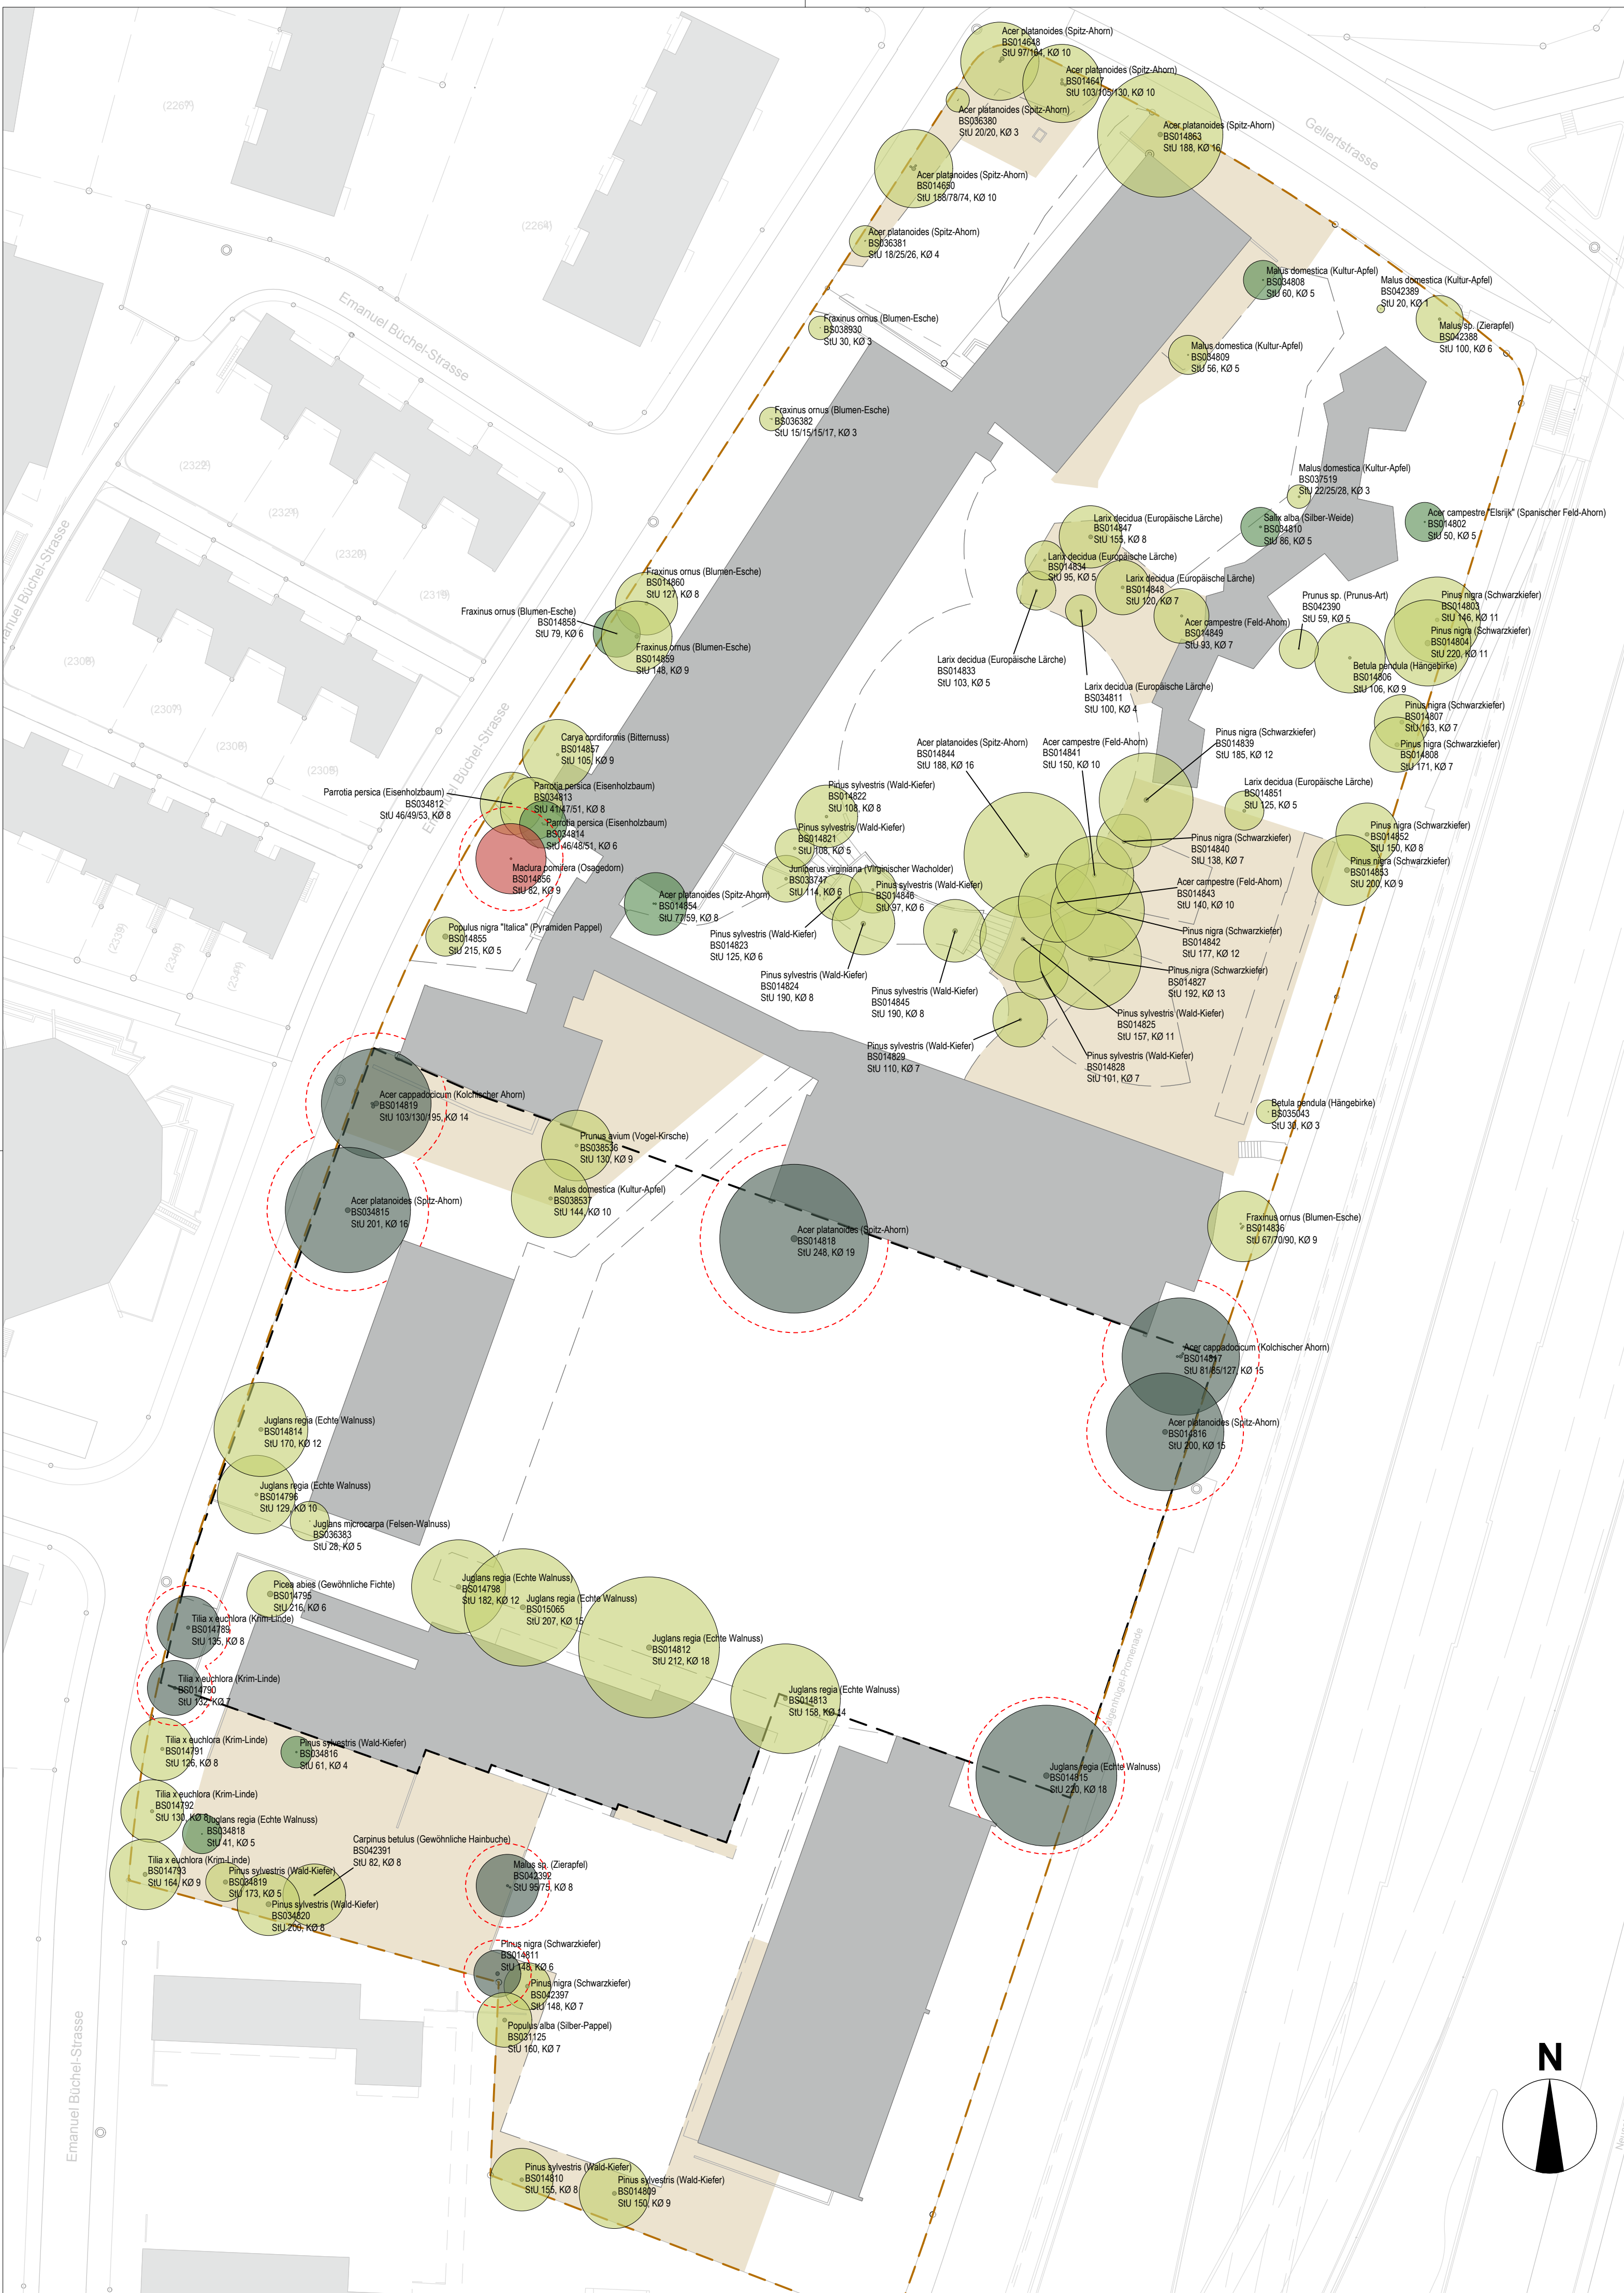 Acer platanoides (Spitz-Ahorn)
BS014648
StU 97/164, KØ 10
Acer platanoides (Spitz-Ahorn)
BS014647
StU 103/105/130, KØ 10
Acer platanoides (Spitz-Ahorn)
BS036380
StU 20/20, KØ 3
Acer platanoides (Spitz-Ahorn)
BS014863
StU 188, KØ 16
Gellertstrasse
(2267)
(2264)
Acer platanoides (Spitz-Ahorn)
BS014650
StU 158/78/74, KØ 10
Acer platanoides (Spitz-Ahorn)
BS036381
StU 18/25/26, KØ 4
Malus domestica (Kultur-Apfel)
BS034808
StU 60, KØ 5
Malus domestica (Kultur-Apfel)
BS042389
StU 20, KØ 1
Malus sp. (Zierapfel)
BS042388
StU 100, KØ 6
Emanuel Büchel-Strasse
Fraxinus ornus (Blumen-Esche)
BS038930
StU 30, KØ 3
Malus domestica (Kultur-Apfel)
BS034809
StU 56, KØ 5
Fraxinus ornus (Blumen-Esche)
BS036382
StU 15/15/15/17, KØ 3
(2322)
(2321)
(2320)
(2319)
Malus domestica (Kultur-Apfel)
BS037519
StU 22/25/28, KØ 3
Salix alba (Silber-Weide)
BS034810
StU 86, KØ 5
Acer campestre "Elsrijk" (Spanischer Feld-Ahorn)
BS014802
StU 50, KØ 5
Larix decidua (Europäische Lärche)
BS014847
StU 155, KØ 8
Larix decidua (Europäische Lärche)
BS014834
StU 95, KØ 5
Larix decidua (Europäische Lärche)
BS014848
StU 120, KØ 7
Fraxinus ornus (Blumen-Esche)
BS014860
StU 127, KØ 8
Fraxinus ornus (Blumen-Esche)
BS014858
StU 79, KØ 6
Fraxinus ornus (Blumen-Esche)
BS014859
StU 148, KØ 9
Acer campestre (Feld-Ahorn)
BS014849
StU 93, KØ 7
Prunus sp. (Prunus-Art)
BS042390
StU 59, KØ 5
Pinus nigra (Schwarzkiefer)
BS014803
StU 146, KØ 11
Pinus nigra (Schwarzkiefer)
BS014804
StU 220, KØ 11
Betula pendula (Hängebirke)
BS014806
StU 106, KØ 9
Larix decidua (Europäische Lärche)
BS014833
StU 103, KØ 5
Larix decidua (Europäische Lärche)
BS034811
StU 100, KØ 4
Pinus nigra (Schwarzkiefer)
BS014807
StU 163, KØ 7
Pinus nigra (Schwarzkiefer)
BS014808
StU 171, KØ 7
(2308)
(2307)
(2306)
(2305)
Emanuel Büchel-Strasse
Emanuel Büchel-Strasse
Carya cordiformis (Bitternuss)
BS014857
StU 105, KØ 9
Acer platanoides (Spitz-Ahorn)
BS014844
StU 188, KØ 16
Acer campestre (Feld-Ahorn)
BS014841
StU 150, KØ 10
Pinus nigra (Schwarzkiefer)
BS014839
StU 185, KØ 12
Larix decidua (Europäische Lärche)
BS014851
StU 125, KØ 5
Parrotia persica (Eisenholzbaum)
BS034812
StU 46/49/53, KØ 8
Parrotia persica (Eisenholzbaum)
BS034813
StU 41/47/51, KØ 8
Parrotia persica (Eisenholzbaum)
BS034814
StU 46/48/51, KØ 6
Maclura pomifera (Osagedorn)
BS014856
StU 82, KØ 9
Pinus sylvestris (Wald-Kiefer)
BS014822
StU 108, KØ 8
Pinus sylvestris (Wald-Kiefer)
BS014821
StU 108, KØ 5
Juniperus virginiana (Virginischer Wacholder)
BS033747
StU 114, KØ 6
Pinus sylvestris (Wald-Kiefer)
BS014846
StU 97, KØ 6
Pinus nigra (Schwarzkiefer)
BS014840
StU 138, KØ 7
Pinus nigra (Schwarzkiefer)
BS014852
StU 150, KØ 8
Pinus nigra (Schwarzkiefer)
BS014853
StU 200, KØ 9
Acer campestre (Feld-Ahorn)
BS014843
StU 140, KØ 10
Acer platanoides (Spitz-Ahorn)
BS014854
StU 77/59, KØ 8
Populus nigra "Italica" (Pyramiden Pappel)
BS014855
StU 215, KØ 5
Pinus sylvestris (Wald-Kiefer)
BS014823
StU 125, KØ 6
Pinus sylvestris (Wald-Kiefer)
BS014824
StU 190, KØ 8
Pinus sylvestris (Wald-Kiefer)
BS014845
StU 190, KØ 8
Pinus nigra (Schwarzkiefer)
BS014842
StU 177, KØ 12
Pinus nigra (Schwarzkiefer)
BS014827
StU 192, KØ 13
Pinus sylvestris (Wald-Kiefer)
BS014825
StU 157, KØ 11
Pinus sylvestris (Wald-Kiefer)
BS014829
StU 110, KØ 7
Pinus sylvestris (Wald-Kiefer)
BS014828
StU 101, KØ 7
(2339)
(2340)
(2341)
Acer cappadocicum (Kolchischer Ahorn)
BS014819
StU 103/130/195, KØ 14
Betula pendula (Hängebirke)
BS035043
StU 30, KØ 3
Prunus avium (Vogel-Kirsche)
BS038536
StU 130, KØ 9
Malus domestica (Kultur-Apfel)
BS038537
StU 144, KØ 10
Acer platanoides (Spitz-Ahorn)
BS034815
StU 201, KØ 16
Acer platanoides (Spitz-Ahorn)
BS014818
StU 248, KØ 19
Fraxinus ornus (Blumen-Esche)
BS014836
StU 67/70/90, KØ 9
Acer cappadocicum (Kolchischer Ahorn)
BS014817
StU 81/85/127, KØ 15
Acer platanoides (Spitz-Ahorn)
BS014816
StU 200, KØ 15
Juglans regia (Echte Walnuss)
BS014814
StU 170, KØ 12
Juglans regia (Echte Walnuss)
BS014796
StU 129, KØ 10
Juglans microcarpa (Felsen-Walnuss)
BS036383
StU 28, KØ 5
Picea abies (Gewöhnliche Fichte)
BS014795
StU 216, KØ 6
Juglans regia (Echte Walnuss)
BS014798
StU 182, KØ 12
Juglans regia (Echte Walnuss)
BS015065
StU 207, KØ 15
Tilia x euchlora (Krim-Linde)
BS014789
StU 135, KØ 8
Juglans regia (Echte Walnuss)
BS014812
StU 212, KØ 18
Tilia x euchlora (Krim-Linde)
BS014790
StU 132, KØ 7
Juglans regia (Echte Walnuss)
BS014813
StU 158, KØ 14
Galgenhügel-Promenade
Tilia x euchlora (Krim-Linde)
BS014791
StU 126, KØ 8
Pinus sylvestris (Wald-Kiefer)
BS034816
StU 61, KØ 4
Juglans regia (Echte Walnuss)
BS014815
StU 220, KØ 18
Tilia x euchlora (Krim-Linde)
BS014792
StU 130, KØ 8
Juglans regia (Echte Walnuss)
BS034818
StU 41, KØ 5
Carpinus betulus (Gewöhnliche Hainbuche)
BS042391
StU 82, KØ 8
Tilia x euchlora (Krim-Linde)
BS014793
StU 164, KØ 9
Pinus sylvestris (Wald-Kiefer)
BS034819
StU 173, KØ 5
Pinus sylvestris (Wald-Kiefer)
BS034820
StU 200, KØ 8
Malus sp. (Zierapfel)
BS042392
StU 95/75, KØ 8
Pinus nigra (Schwarzkiefer)
BS014811
StU 148, KØ 6
Pinus nigra (Schwarzkiefer)
BS042397
StU 148, KØ 7
Populus alba (Silber-Pappel)
BS031125
StU 160, KØ 7
Emanuel Büchel-Strasse
N
Pinus sylvestris (Wald-Kiefer)
BS014810
StU 155, KØ 8
Pinus sylvestris (Wald-Kiefer)
BS014809
StU 150, KØ 9